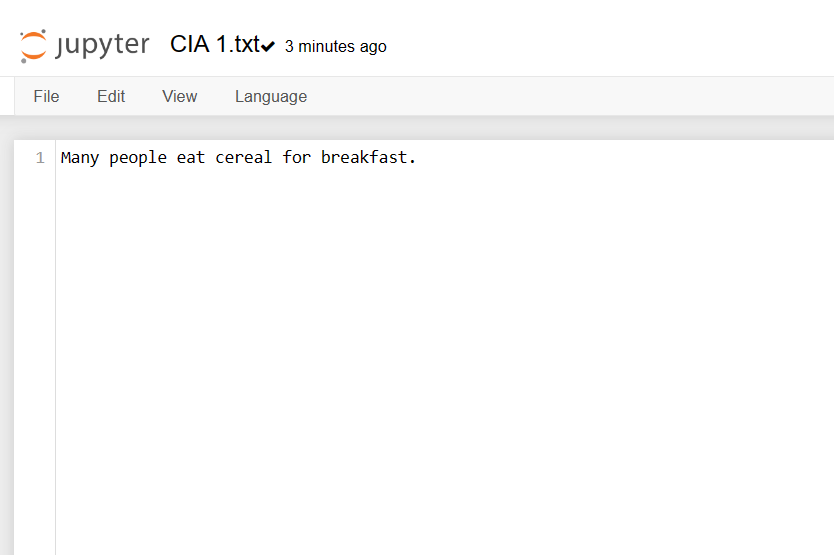 jupyter CIA 1.txt✔ 3 minutes ago
File Edit View Language
1 Many people eat cereal for breakfast.